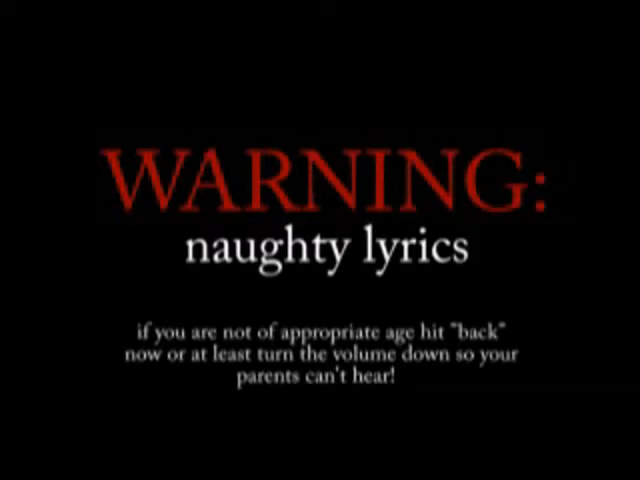 WARNING:
naughty lyrics
if you are not of appropriate age hit "back"
now or at least turn the volume down so your
parents can't hear!